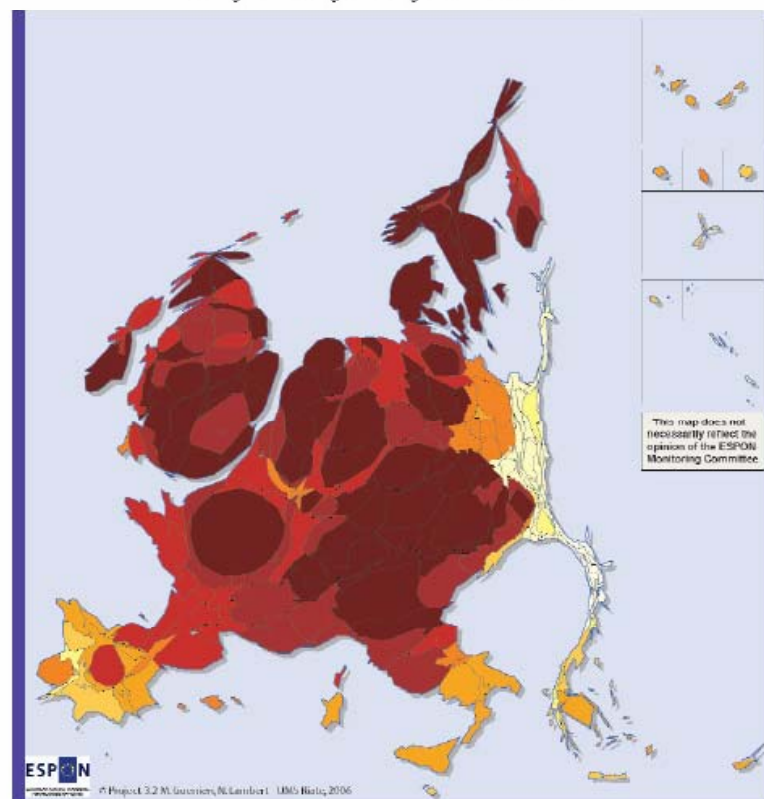 This map does not
necessarily reflect the
opinion of the ESPON
Monitoring Committee
ESPON
© Project 3.2 M. Guerrien, N. Lambert UMS Riate, 2006